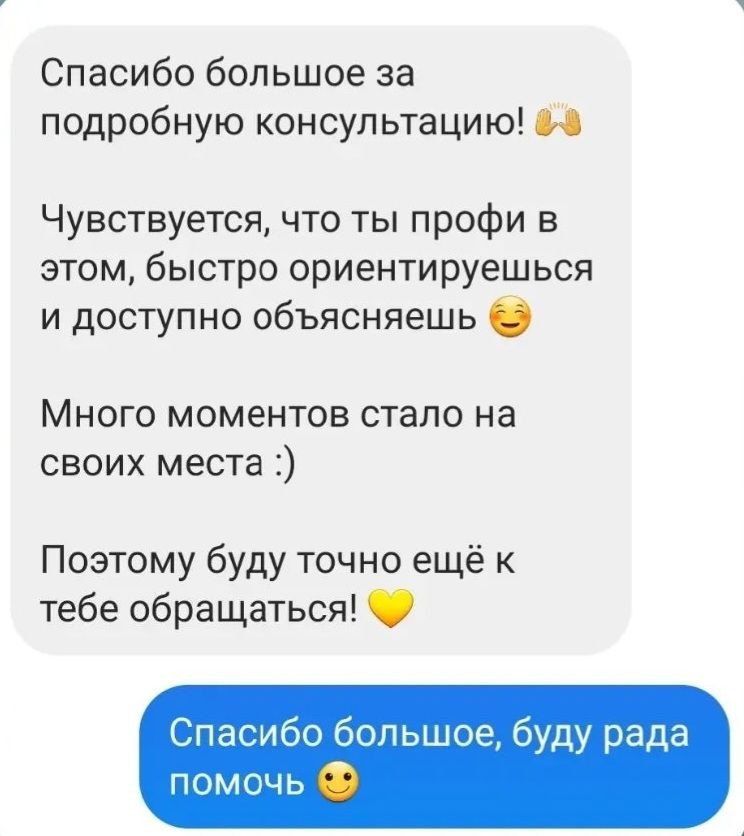 Спасибо большое за
подробную консультацию! 🙌
Чувствуется, что ты профи в
этом, быстро ориентируешься
и доступно объясняешь ☺️
Много моментов стало на
своих места :)
Поэтому буду точно ещё к
тебе обращаться! 💛
Спасибо большое, буду рада
помочь 🙂